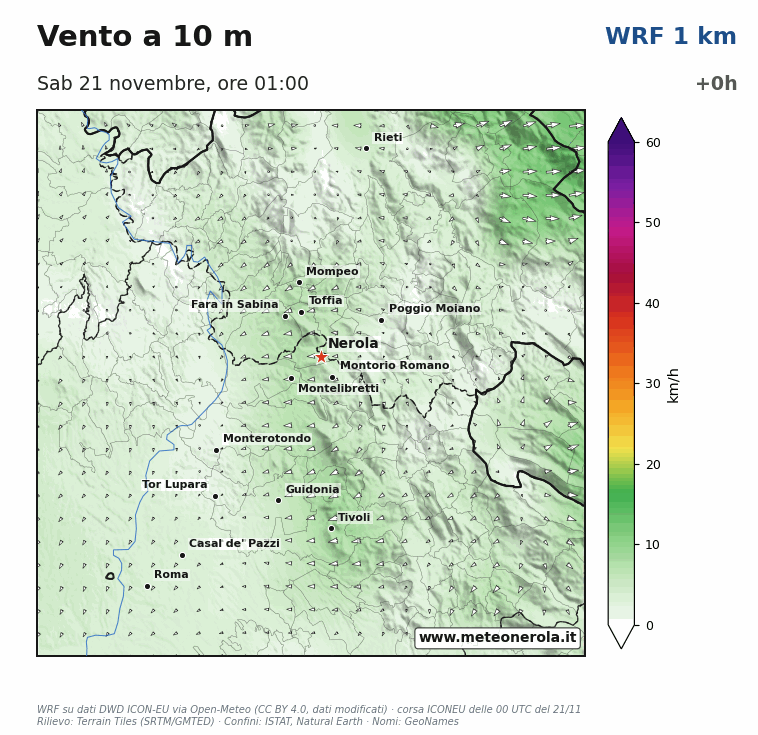 Vento a 10 m
WRF 1 km
Sab 21 novembre, ore 01:00
+0h
Rieti
Mompeo
Fara in Sabina
Toffia
Poggio Moiano
Nerola
Montorio Romano
Montelibretti
Monterotondo
Tor Lupara
Guidonia
Tivoli
Casal de' Pazzi
Roma
www.meteonerola.it
60
50
40
30
20
10
0
km/h
WRF su dati DWD ICON-EU via Open-Meteo (CC BY 4.0, dati modificati) · corsa ICONEU delle 00 UTC del 21/11
Rilievo: Terrain Tiles (SRTM/GMTED) · Confini: ISTAT, Natural Earth · Nomi: GeoNames